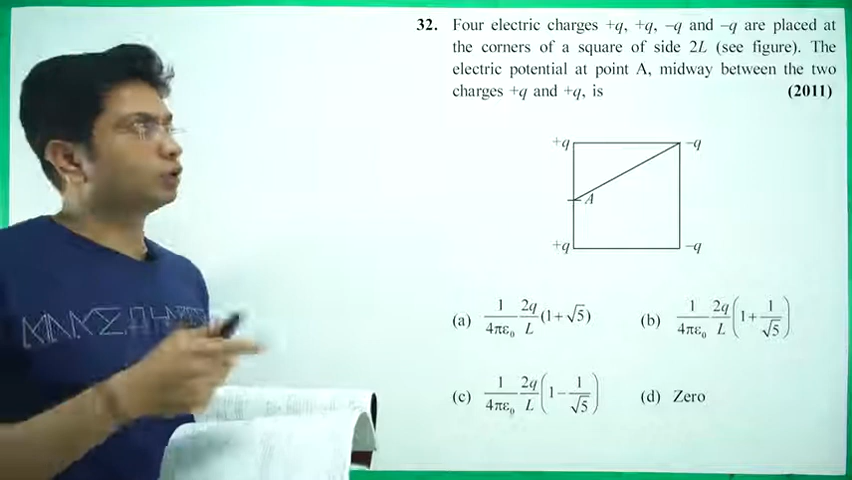 32. Four electric charges +q, +q, –q and –q are placed at
the corners of a square of side 2L (see figure). The
electric potential at point A, midway between the two
charges +q and +q, is (2011)
+q –q
A
+q –q
(a) 1/4πε₀ 2q/L (1+√5) (b) 1/4πε₀ 2q/L (1+1/√5)
(c) 1/4πε₀ 2q/L (1−1/√5) (d) Zero